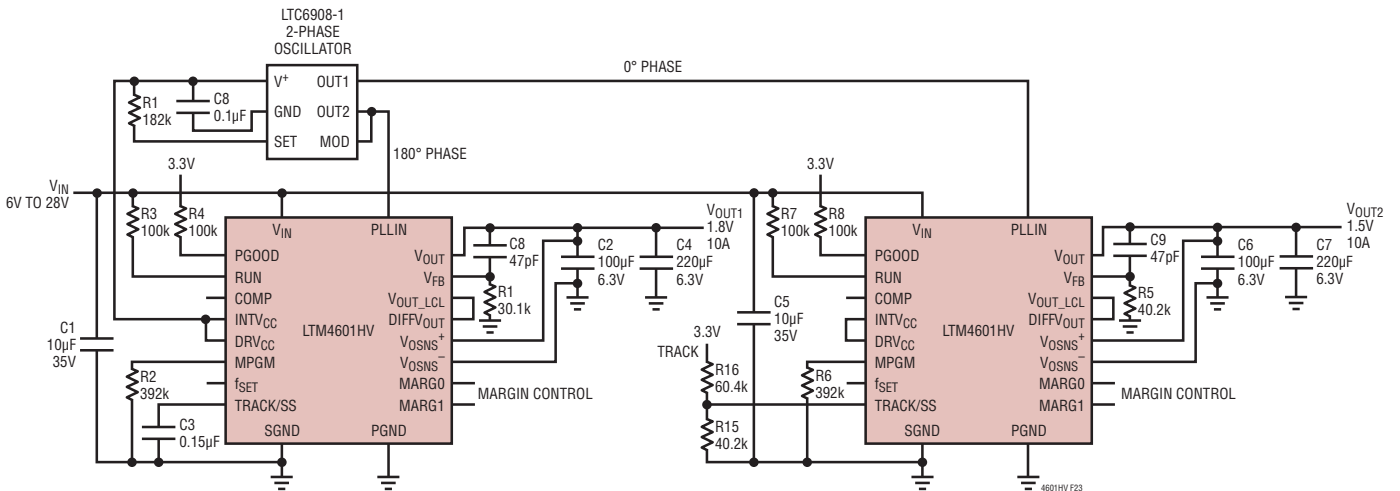 LTC6908-1
2-PHASE
OSCILLATOR
V+ OUT1
GND OUT2
SET MOD
R1
182k
C8
0.1µF
0° PHASE
180° PHASE
3.3V
VIN
6V TO 28V
R3
100k
R4
100k
C1
10µF
35V
R2
392k
C3
0.15µF
VIN PLLIN
PGOOD
RUN
COMP
INTVCC
DRVCC
MPGM
fSET
TRACK/SS
SGND PGND
LTM4601HV
VOUT
VFB
VOUT_LCL
DIFFVOUT
VOSNS+
VOSNS–
MARG0
MARG1
MARGIN CONTROL
C8
47pF
R1
30.1k
C2
100µF
6.3V
C4
220µF
6.3V
VOUT1
1.8V
10A
3.3V
R7
100k
R8
100k
C5
10µF
35V
3.3V
TRACK
R16
60.4k
R15
40.2k
R6
392k
VIN PLLIN
PGOOD
RUN
COMP
INTVCC
DRVCC
MPGM
fSET
TRACK/SS
SGND PGND
LTM4601HV
VOUT
VFB
VOUT_LCL
DIFFVOUT
VOSNS+
VOSNS–
MARG0
MARG1
MARGIN CONTROL
C9
47pF
R5
40.2k
C6
100µF
6.3V
C7
220µF
6.3V
VOUT2
1.5V
10A
4601HV F23